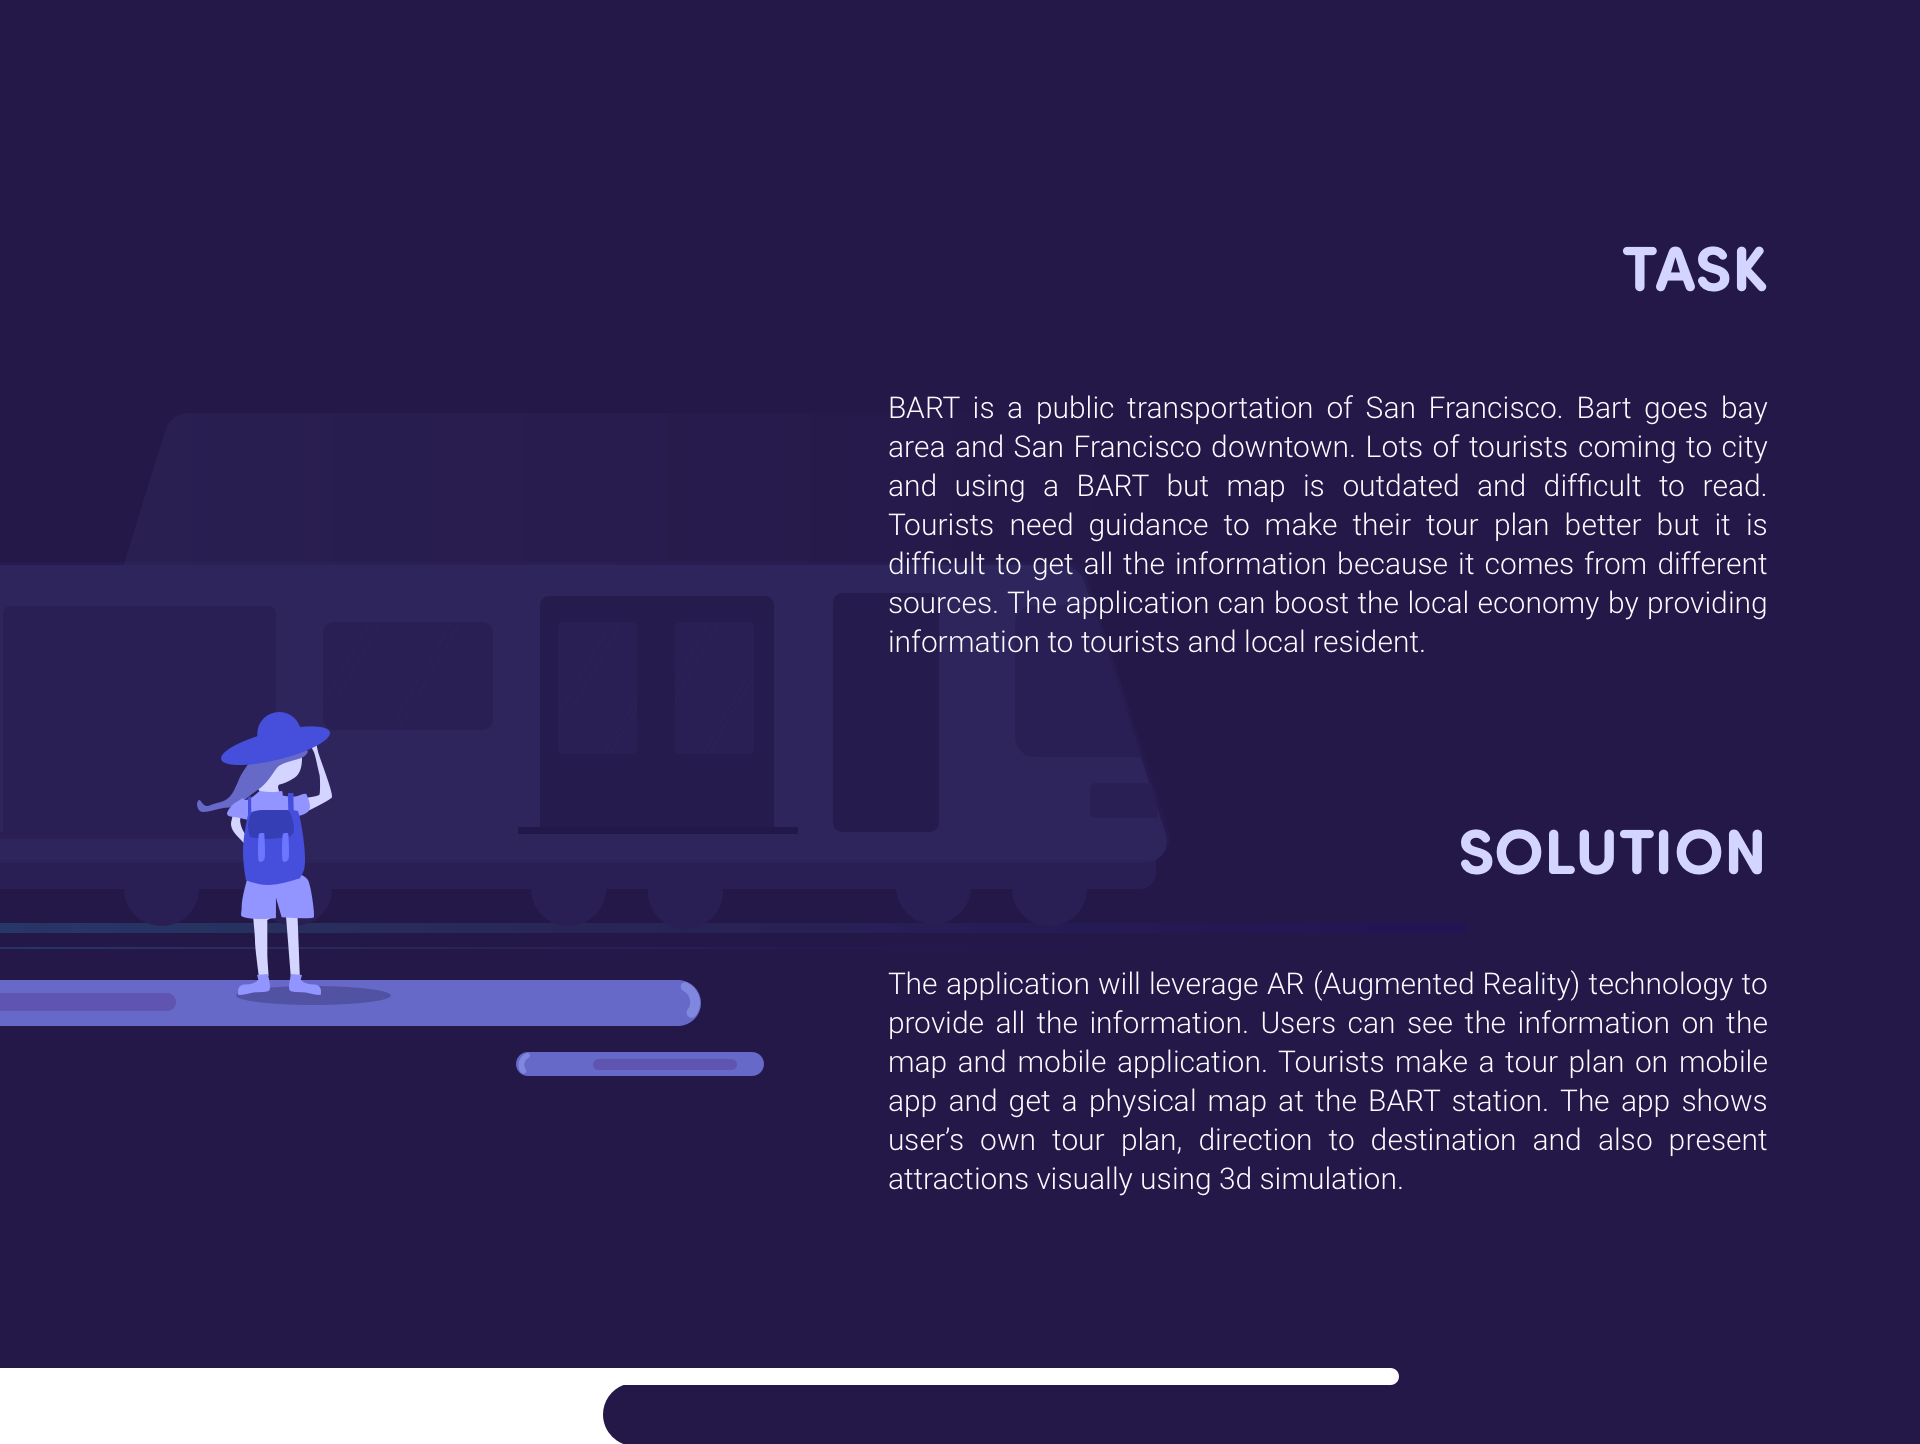 TASK
BART is a public transportation of San Francisco. Bart goes bay
area and San Francisco downtown. Lots of tourists coming to city
and using a BART but map is outdated and difficult to read.
Tourists need guidance to make their tour plan better but it is
difficult to get all the information because it comes from different
sources. The application can boost the local economy by providing
information to tourists and local resident.
SOLUTION
The application will leverage AR (Augmented Reality) technology to
provide all the information. Users can see the information on the
map and mobile application. Tourists make a tour plan on mobile
app and get a physical map at the BART station. The app shows
user’s own tour plan, direction to destination and also present
attractions visually using 3d simulation.